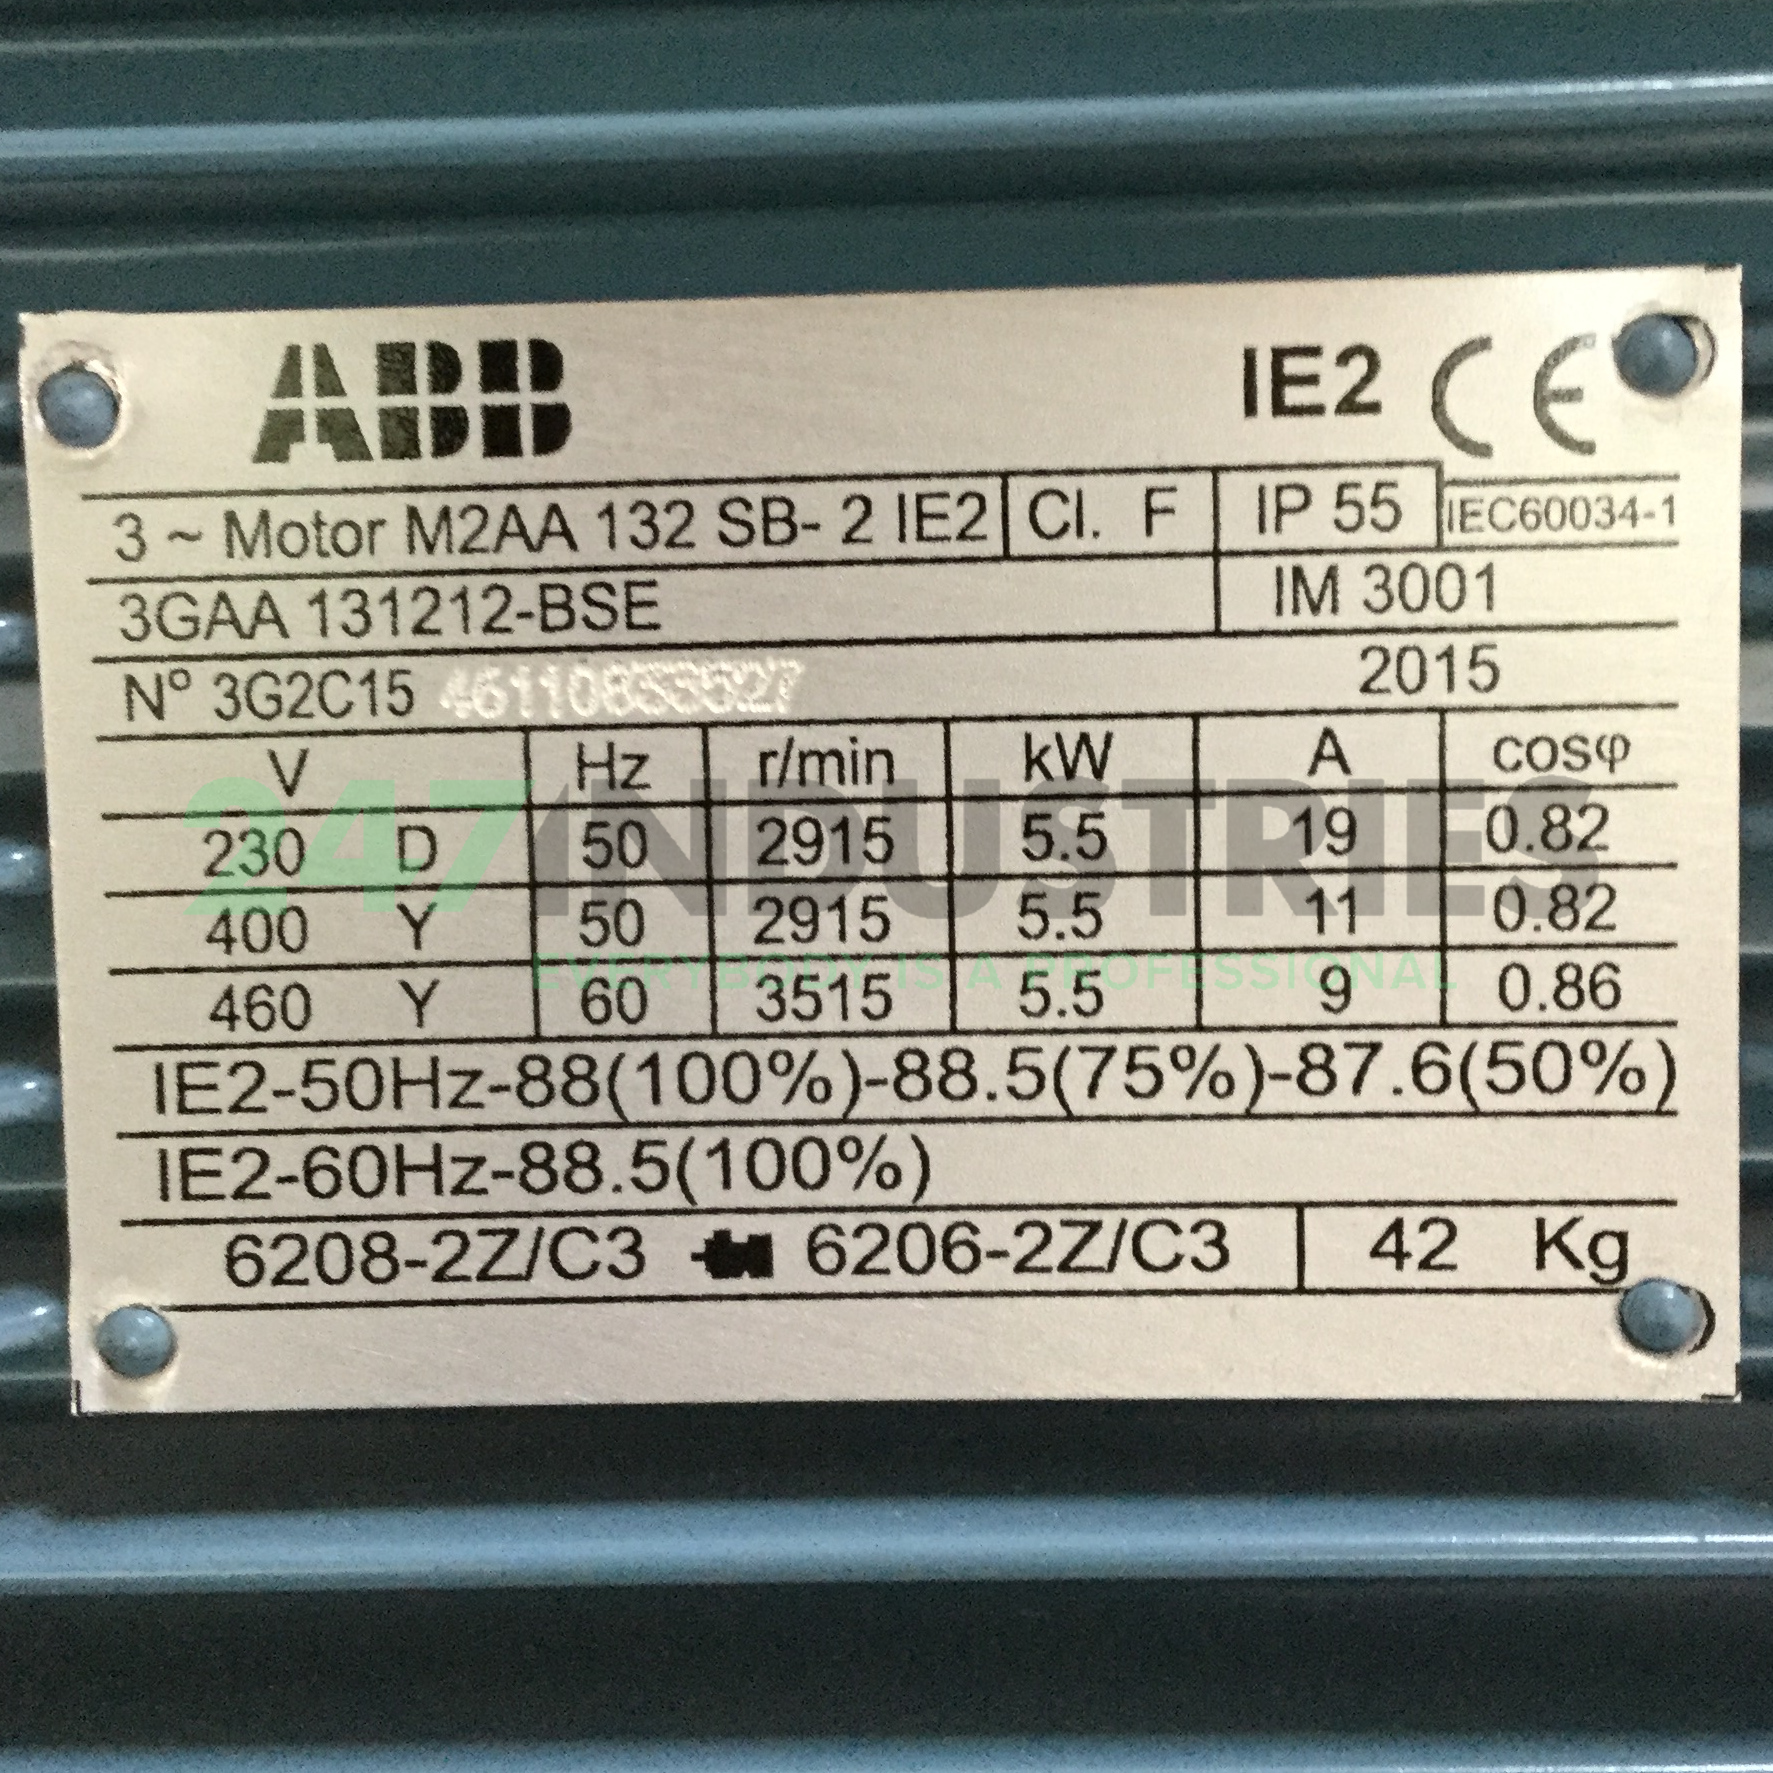 ABB IE2 CE
3 ~ Motor M2AA 132 SB- 2 IE2 Cl. F IP 55 IEC60034-1
3GAA 131212-BSE IM 3001
N° 3G2C15 2015
V Hz r/min kW A cosφ
230 D 50 2915 5.5 19 0.82
400 Y 50 2915 5.5 11 0.82
460 Y 60 3515 5.5 9 0.86
IE2-50Hz-88(100%)-88.5(75%)-87.6(50%)
IE2-60Hz-88.5(100%)
6208-2Z/C3 6206-2Z/C3 42 Kg
247INDUSTRIES
EVERYBODY IS A PROFESSIONAL